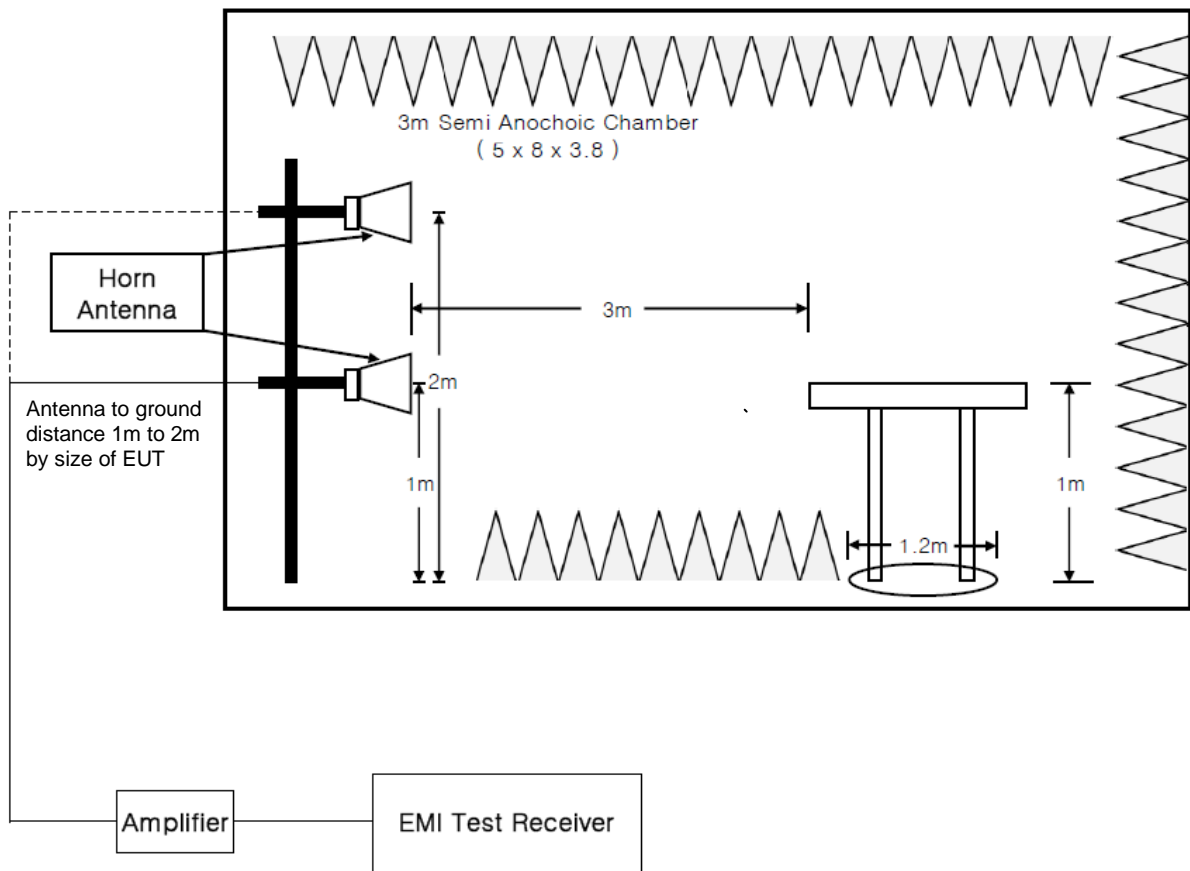 3m Semi Anochoic Chamber
( 5 x 8 x 3.8 )
Horn
Antenna
3m
2m
Antenna to ground
distance 1m to 2m
by size of EUT
1m
1m
1.2m
Amplifier
EMI Test Receiver